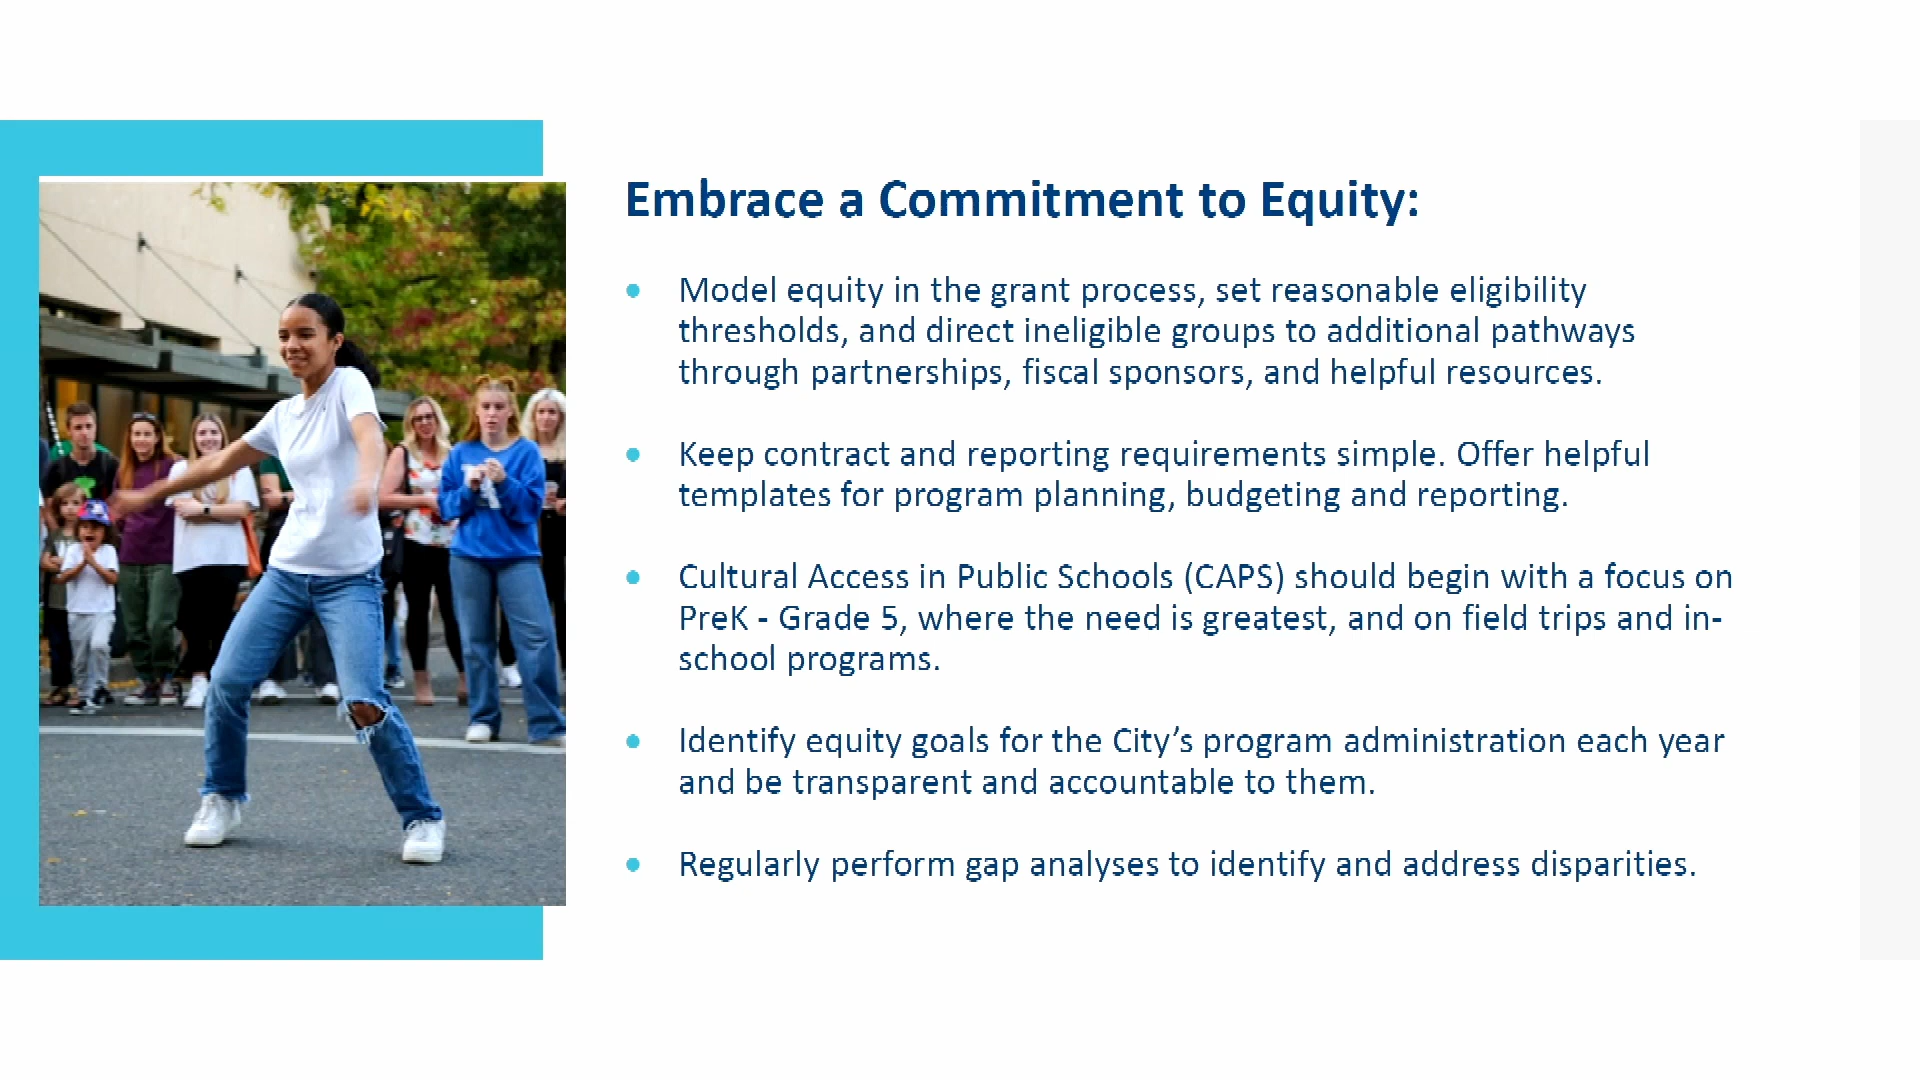 Embrace a Commitment to Equity:
Model equity in the grant process, set reasonable eligibility
thresholds, and direct ineligible groups to additional pathways
through partnerships, fiscal sponsors, and helpful resources.
Keep contract and reporting requirements simple. Offer helpful
templates for program planning, budgeting and reporting.
Cultural Access in Public Schools (CAPS) should begin with a focus on
PreK - Grade 5, where the need is greatest, and on field trips and in-
school programs.
Identify equity goals for the City’s program administration each year
and be transparent and accountable to them.
Regularly perform gap analyses to identify and address disparities.